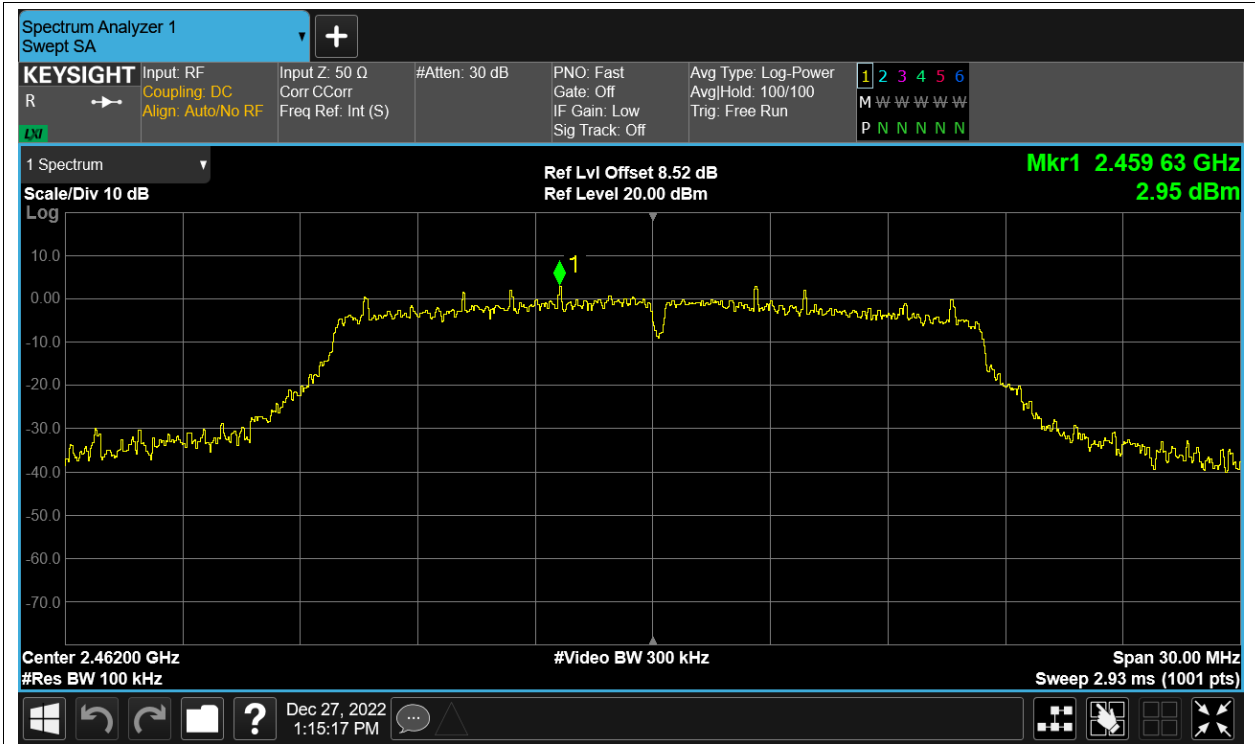 Spectrum Analyzer 1
Swept SA
KEYSIGHT
R
LXI
Input: RF
Coupling: DC
Align: Auto/No RF
Input Z: 50 Ω
Corr CCorr
Freq Ref: Int (S)
#Atten: 30 dB
PNO: Fast
Gate: Off
IF Gain: Low
Sig Track: Off
Avg Type: Log-Power
Avg|Hold: 100/100
Trig: Free Run
1 2 3 4 5 6
M W W W W W
P N N N N N
1 Spectrum
Scale/Div 10 dB
Log
Ref Lvl Offset 8.52 dB
Ref Level 20.00 dBm
Mkr1 2.459 63 GHz
2.95 dBm
1
10.0
0.00
-10.0
-20.0
-30.0
-40.0
-50.0
-60.0
-70.0
Center 2.46200 GHz
#Res BW 100 kHz
#Video BW 300 kHz
Span 30.00 MHz
Sweep 2.93 ms (1001 pts)
?
Dec 27, 2022
1:15:17 PM